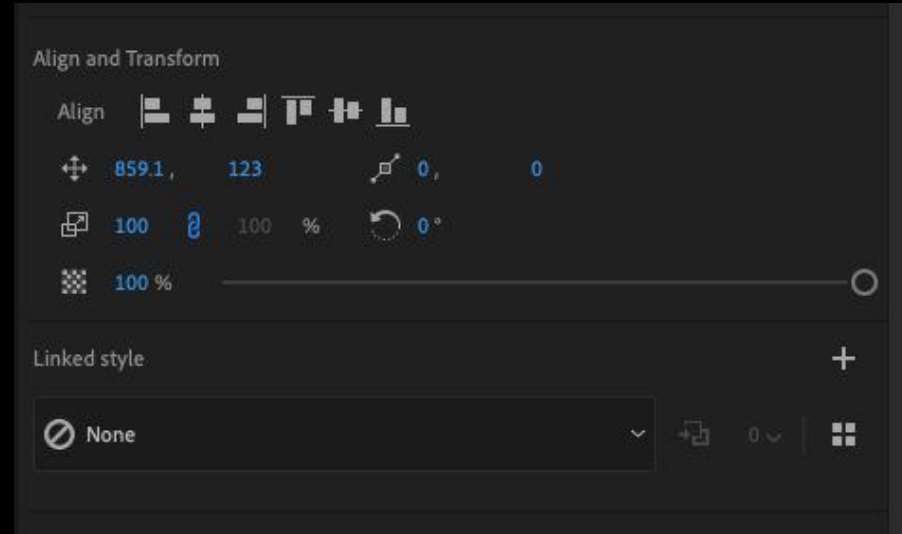 Align and Transform
Align
859.1 , 123 0 , 0
100 100 % 0 °
100 %
Linked style
None 0